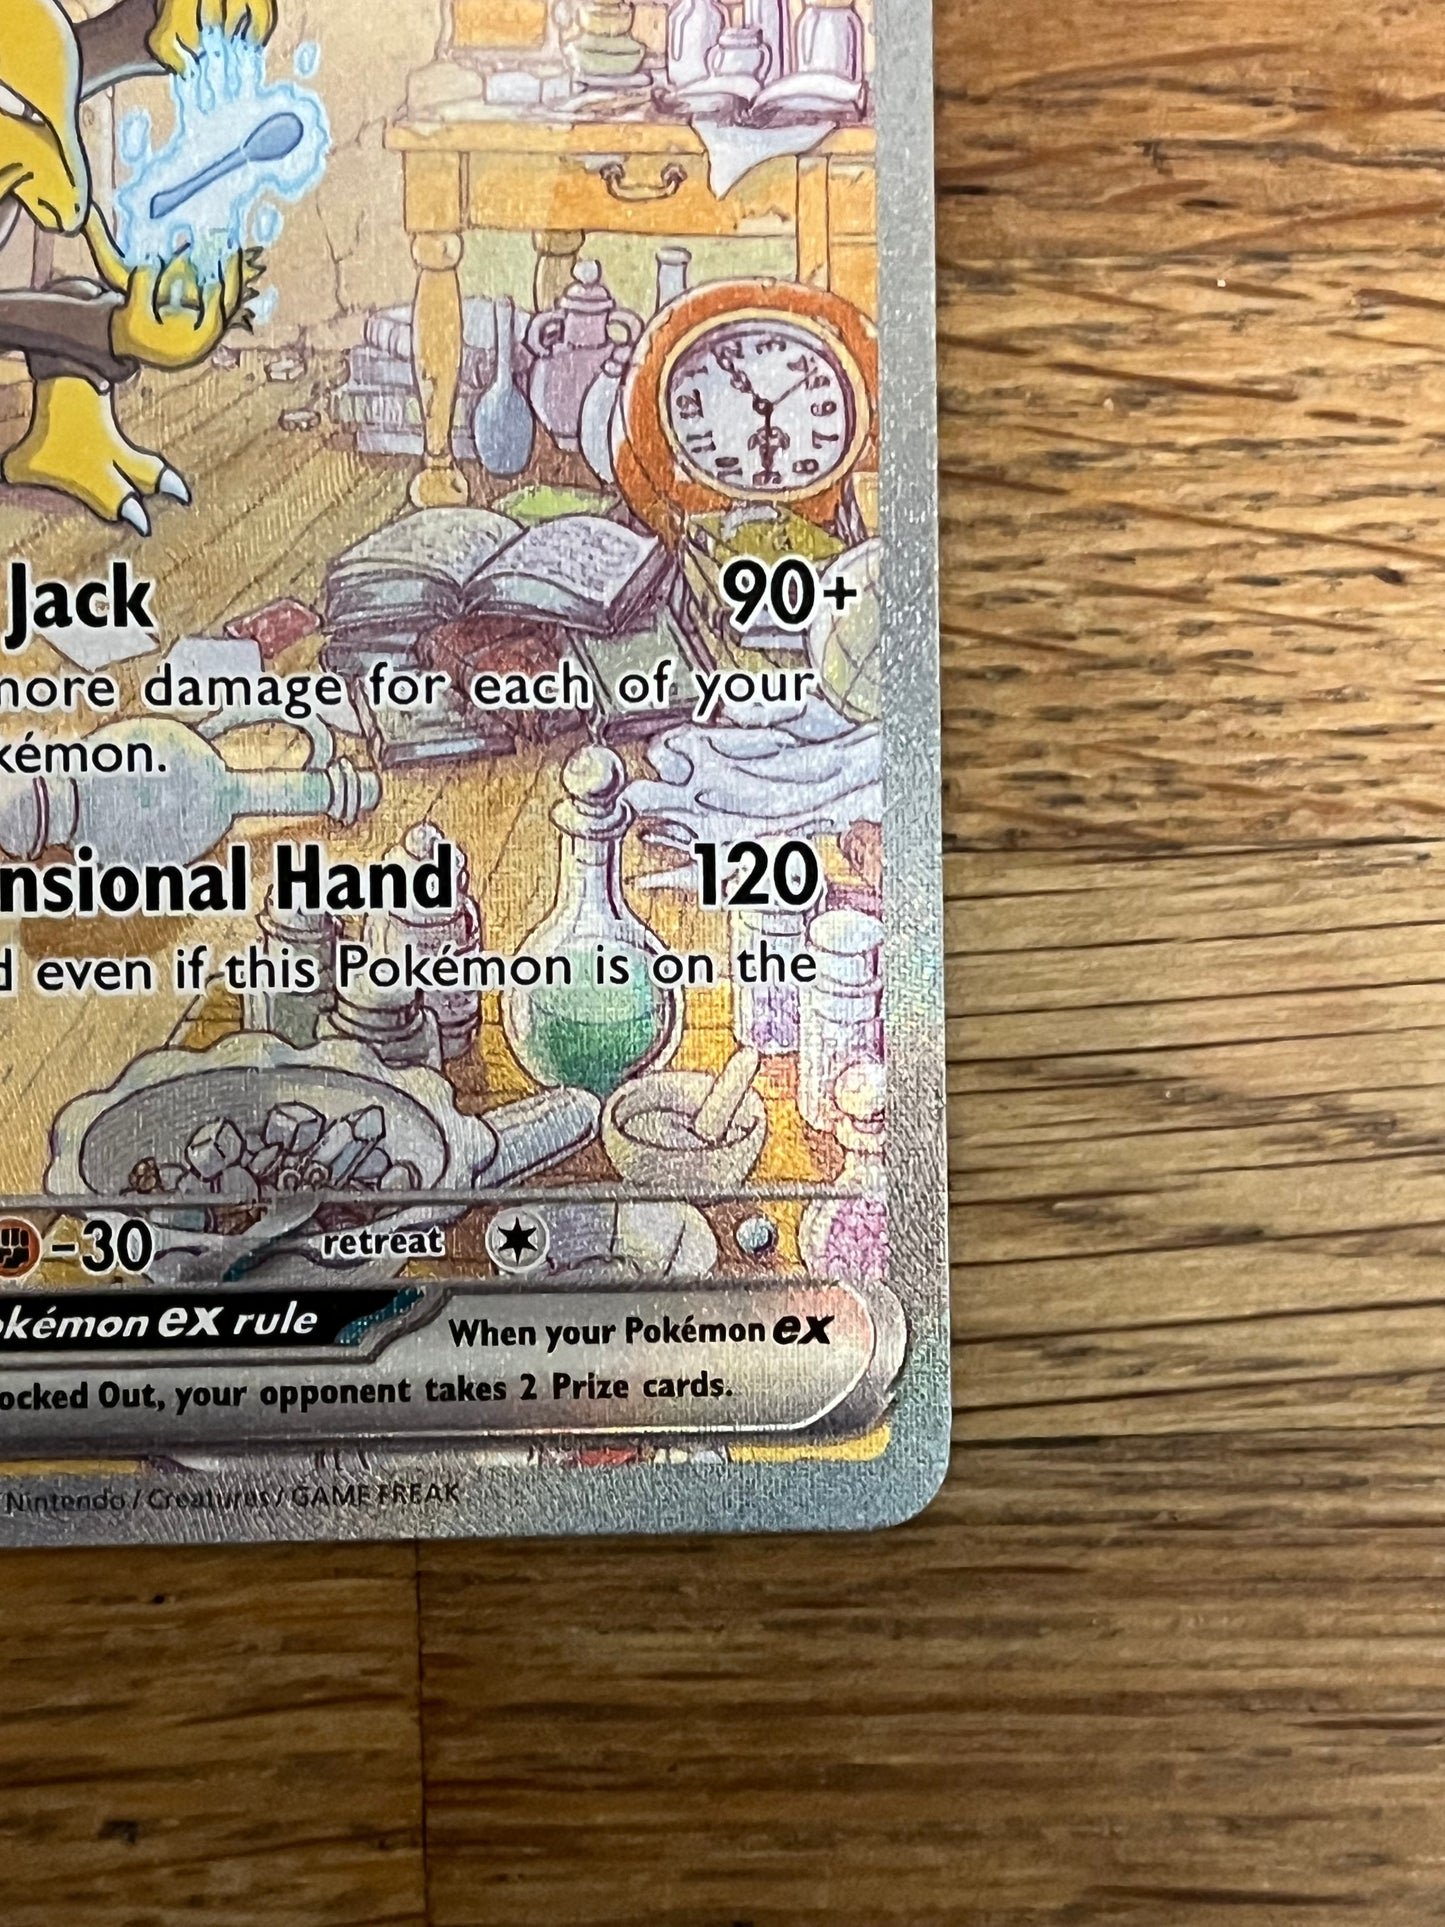 Jack 90+
more damage for each of your
kémon.
nsional Hand 120
d even if this Pokémon is on the
-30 retreat
okémon ex rule When your Pokémon ex
ocked Out, your opponent takes 2 Prize cards.
Nintendo / Creatures / GAME FREAK